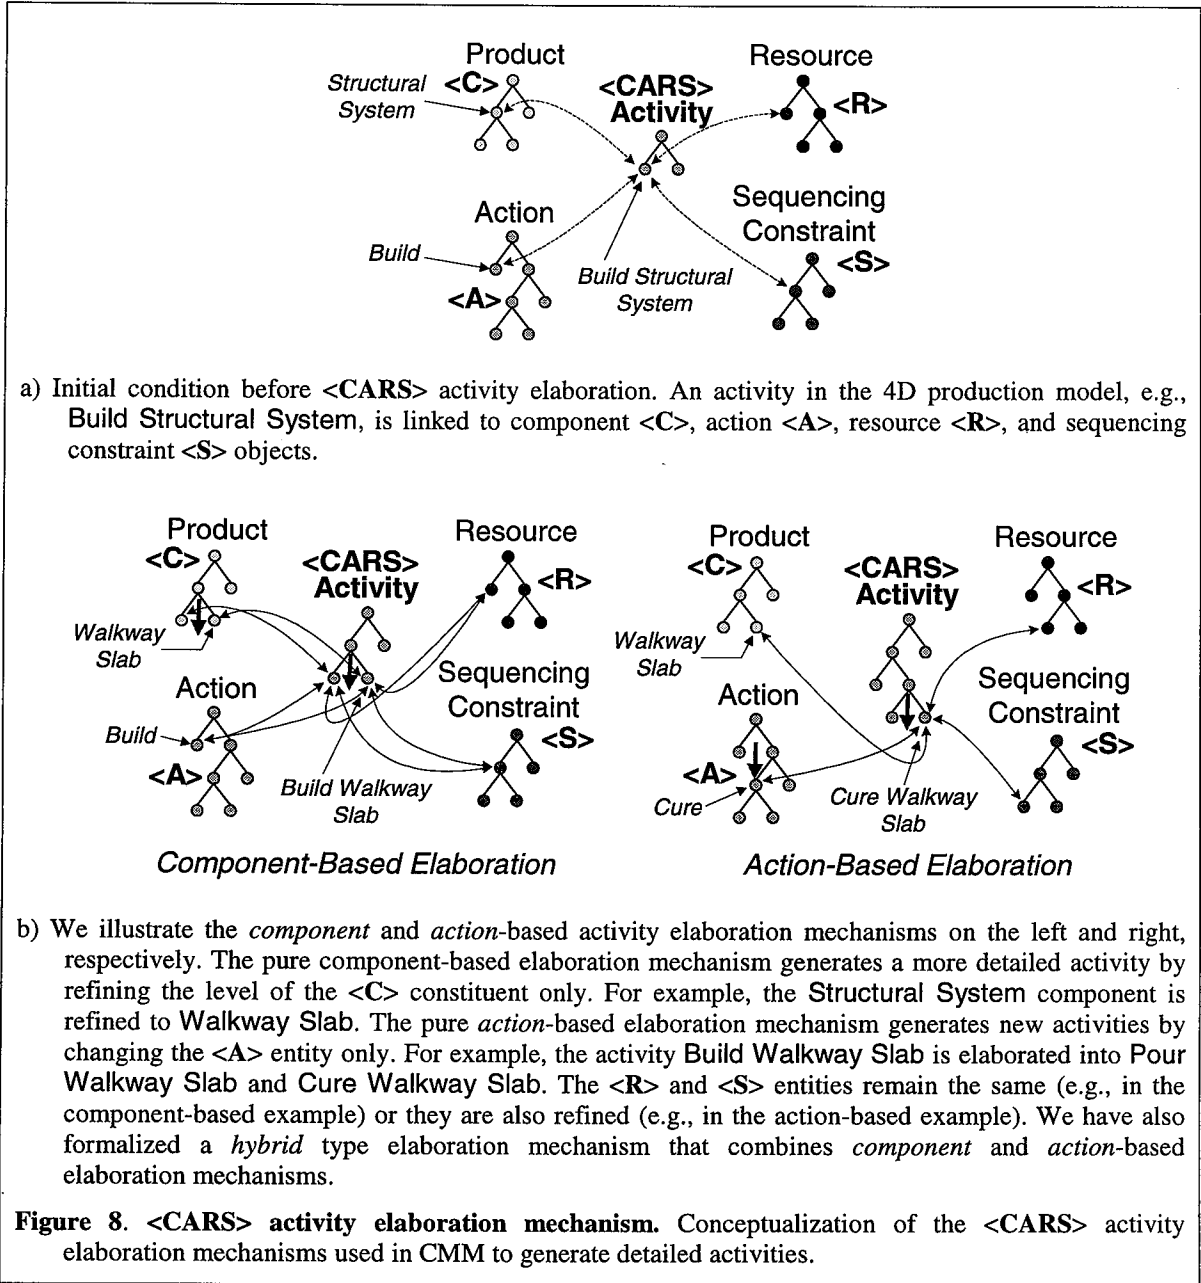 Product
Resource
Structural System
<C>
<CARS> Activity
<R>
Action
Sequencing Constraint
Build
<S>
<A>
Build Structural System
a) Initial condition before <CARS> activity elaboration. An activity in the 4D production model, e.g.,
Build Structural System, is linked to component <C>, action <A>, resource <R>, and sequencing
constraint <S> objects.
Product
<C>
<CARS> Activity
Resource
<R>
Walkway Slab
Action
Sequencing Constraint
Build
<S>
<A>
Build Walkway Slab
Component-Based Elaboration
Product
<C>
<CARS> Activity
Resource
<R>
Walkway Slab
Action
Sequencing Constraint
<S>
<A>
Cure
Cure Walkway Slab
Action-Based Elaboration
b) We illustrate the component and action-based activity elaboration mechanisms on the left and right,
respectively. The pure component-based elaboration mechanism generates a more detailed activity by
refining the level of the <C> constituent only. For example, the Structural System component is
refined to Walkway Slab. The pure action-based elaboration mechanism generates new activities by
changing the <A> entity only. For example, the activity Build Walkway Slab is elaborated into Pour
Walkway Slab and Cure Walkway Slab. The <R> and <S> entities remain the same (e.g., in the
component-based example) or they are also refined (e.g., in the action-based example). We have also
formalized a hybrid type elaboration mechanism that combines component and action-based
elaboration mechanisms.
Figure 8. <CARS> activity elaboration mechanism. Conceptualization of the <CARS> activity
elaboration mechanisms used in CMM to generate detailed activities.